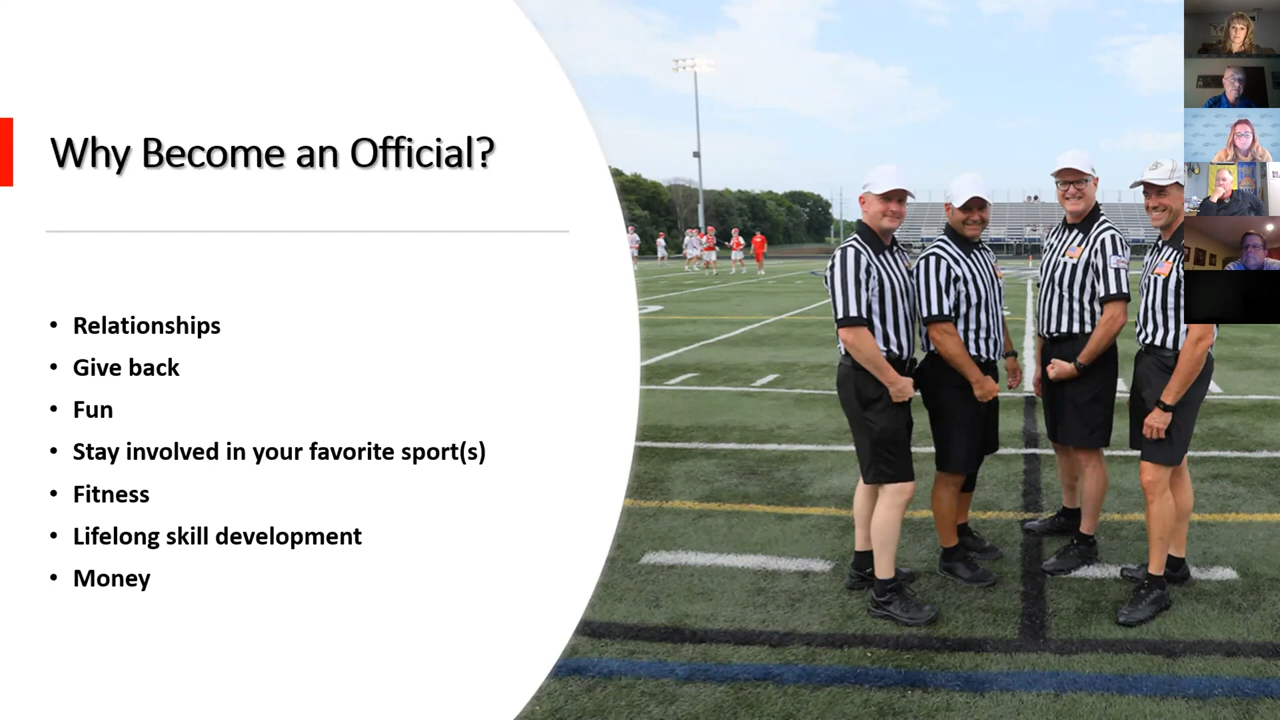 Why Become an Official?
• Relationships
• Give back
• Fun
• Stay involved in your favorite sport(s)
• Fitness
• Lifelong skill development
• Money